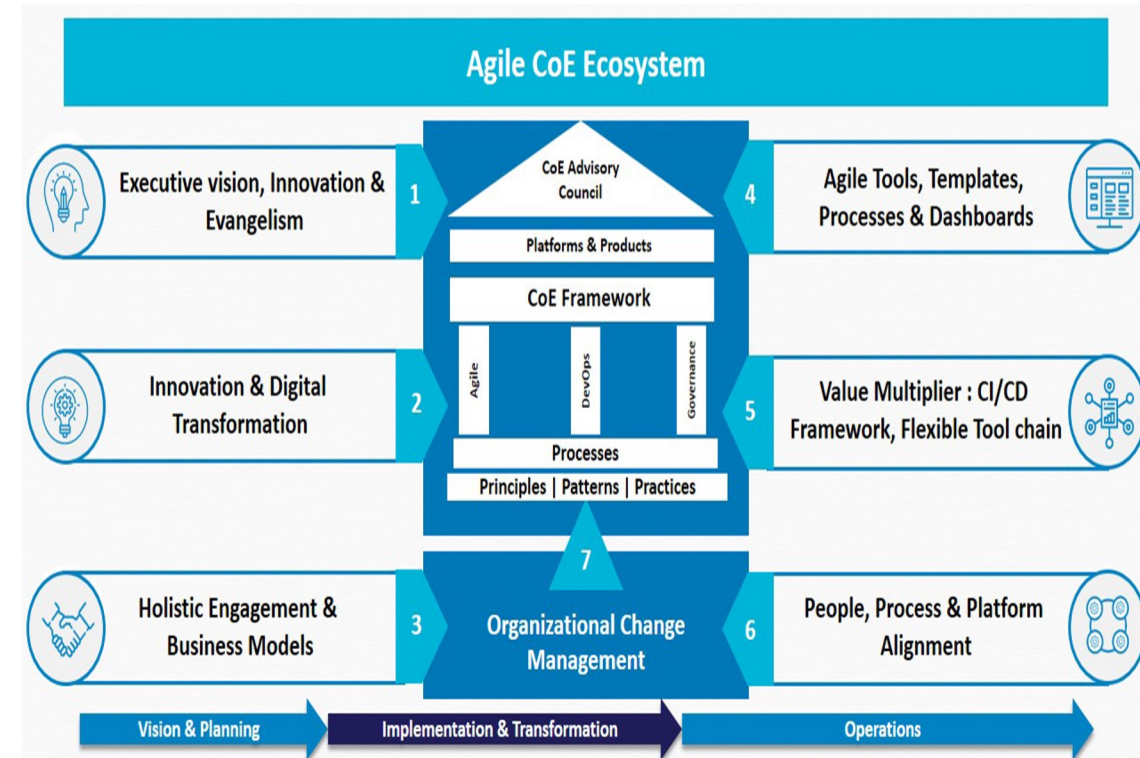 Agile CoE Ecosystem
Executive vision, Innovation &
Evangelism
1
Innovation & Digital
Transformation
2
Holistic Engagement &
Business Models
3
CoE Advisory
Council
Platforms & Products
CoE Framework
Agile
DevOps
Governance
Processes
Principles | Patterns | Practices
7
Organizational Change
Management
4
Agile Tools, Templates,
Processes & Dashboards
5
Value Multiplier : CI/CD
Framework, Flexible Tool chain
6
People, Process & Platform
Alignment
Vision & Planning
Implementation & Transformation
Operations